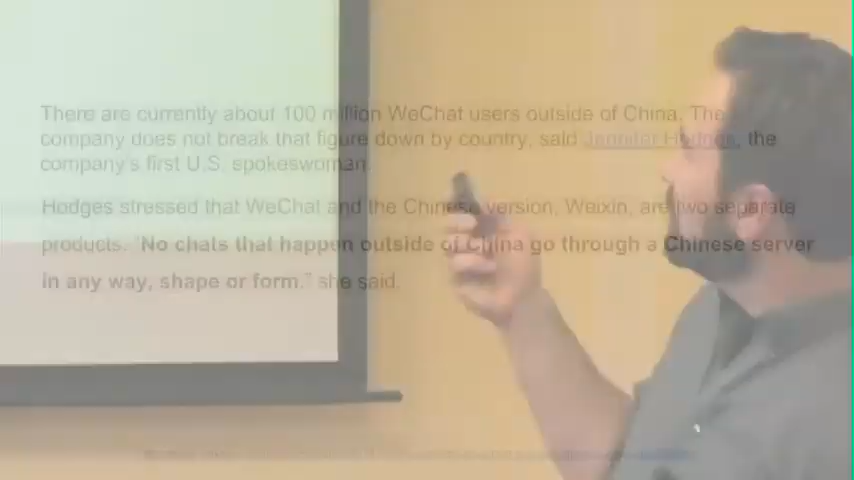 There are currently about 100 million WeChat users outside of China. The
company does not break that figure down by country, said Jennifer Hodges, the
company's first U.S. spokeswoman.
Hodges stressed that WeChat and the Chinese version, Weixin, are two separate
products. "No chats that happen outside of China go through a Chinese server
in any way, shape or form." she said.